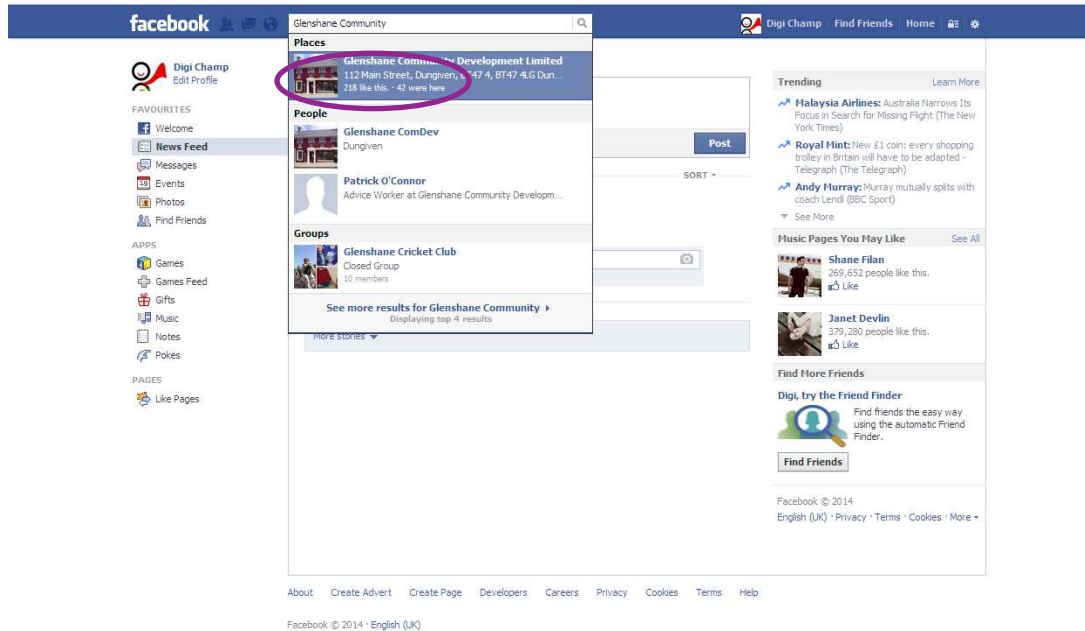 facebook
Glenshane Community
Digi Champ
Find Friends
Home
Digi Champ
Edit Profile
FAVOURITES
Welcome
News Feed
Messages
19
Events
Photos
Find Friends
APPS
Games
Games Feed
Gifts
Music
Notes
Pokes
PAGES
Like Pages
Places
Glenshane Community Development Limited
112 Main Street, Dungiven, BT47 4, BT47 4LG Dun...
218 like this. · 42 were here
People
Glenshane ComDev
Dungiven
Patrick O'Connor
Advice Worker at Glenshane Community Developm...
Groups
Glenshane Cricket Club
Closed Group
10 members
See more results for Glenshane Community
Displaying top 4 results
Post
SORT
More stories
Trending
Learn More
Malaysia Airlines: Australia Narrows Its
Focus in Search for Missing Flight (The New
York Times)
Royal Mint: New £1 coin: every shopping
trolley in Britain will have to be adapted -
Telegraph (The Telegraph)
Andy Murray: Murray mutually splits with
coach Lendl (BBC Sport)
See More
Music Pages You May Like
See All
Shane Filan
269,652 people like this.
Like
Janet Devlin
379,280 people like this.
Like
Find More Friends
Digi, try the Friend Finder
Find friends the easy way
using the automatic Friend
Finder.
Find Friends
Facebook © 2014
English (UK) · Privacy · Terms · Cookies · More
About Create Advert Create Page Developers Careers Privacy Cookies Terms Help
Facebook © 2014 · English (UK)